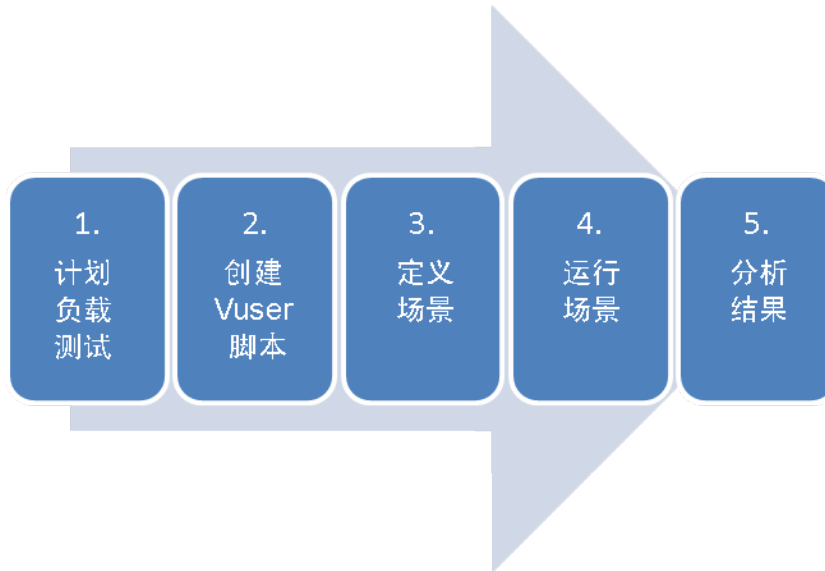 1.
计划
负载
测试
2.
创建
Vuser
脚本
3.
定义
场景
4.
运行
场景
5.
分析
结果